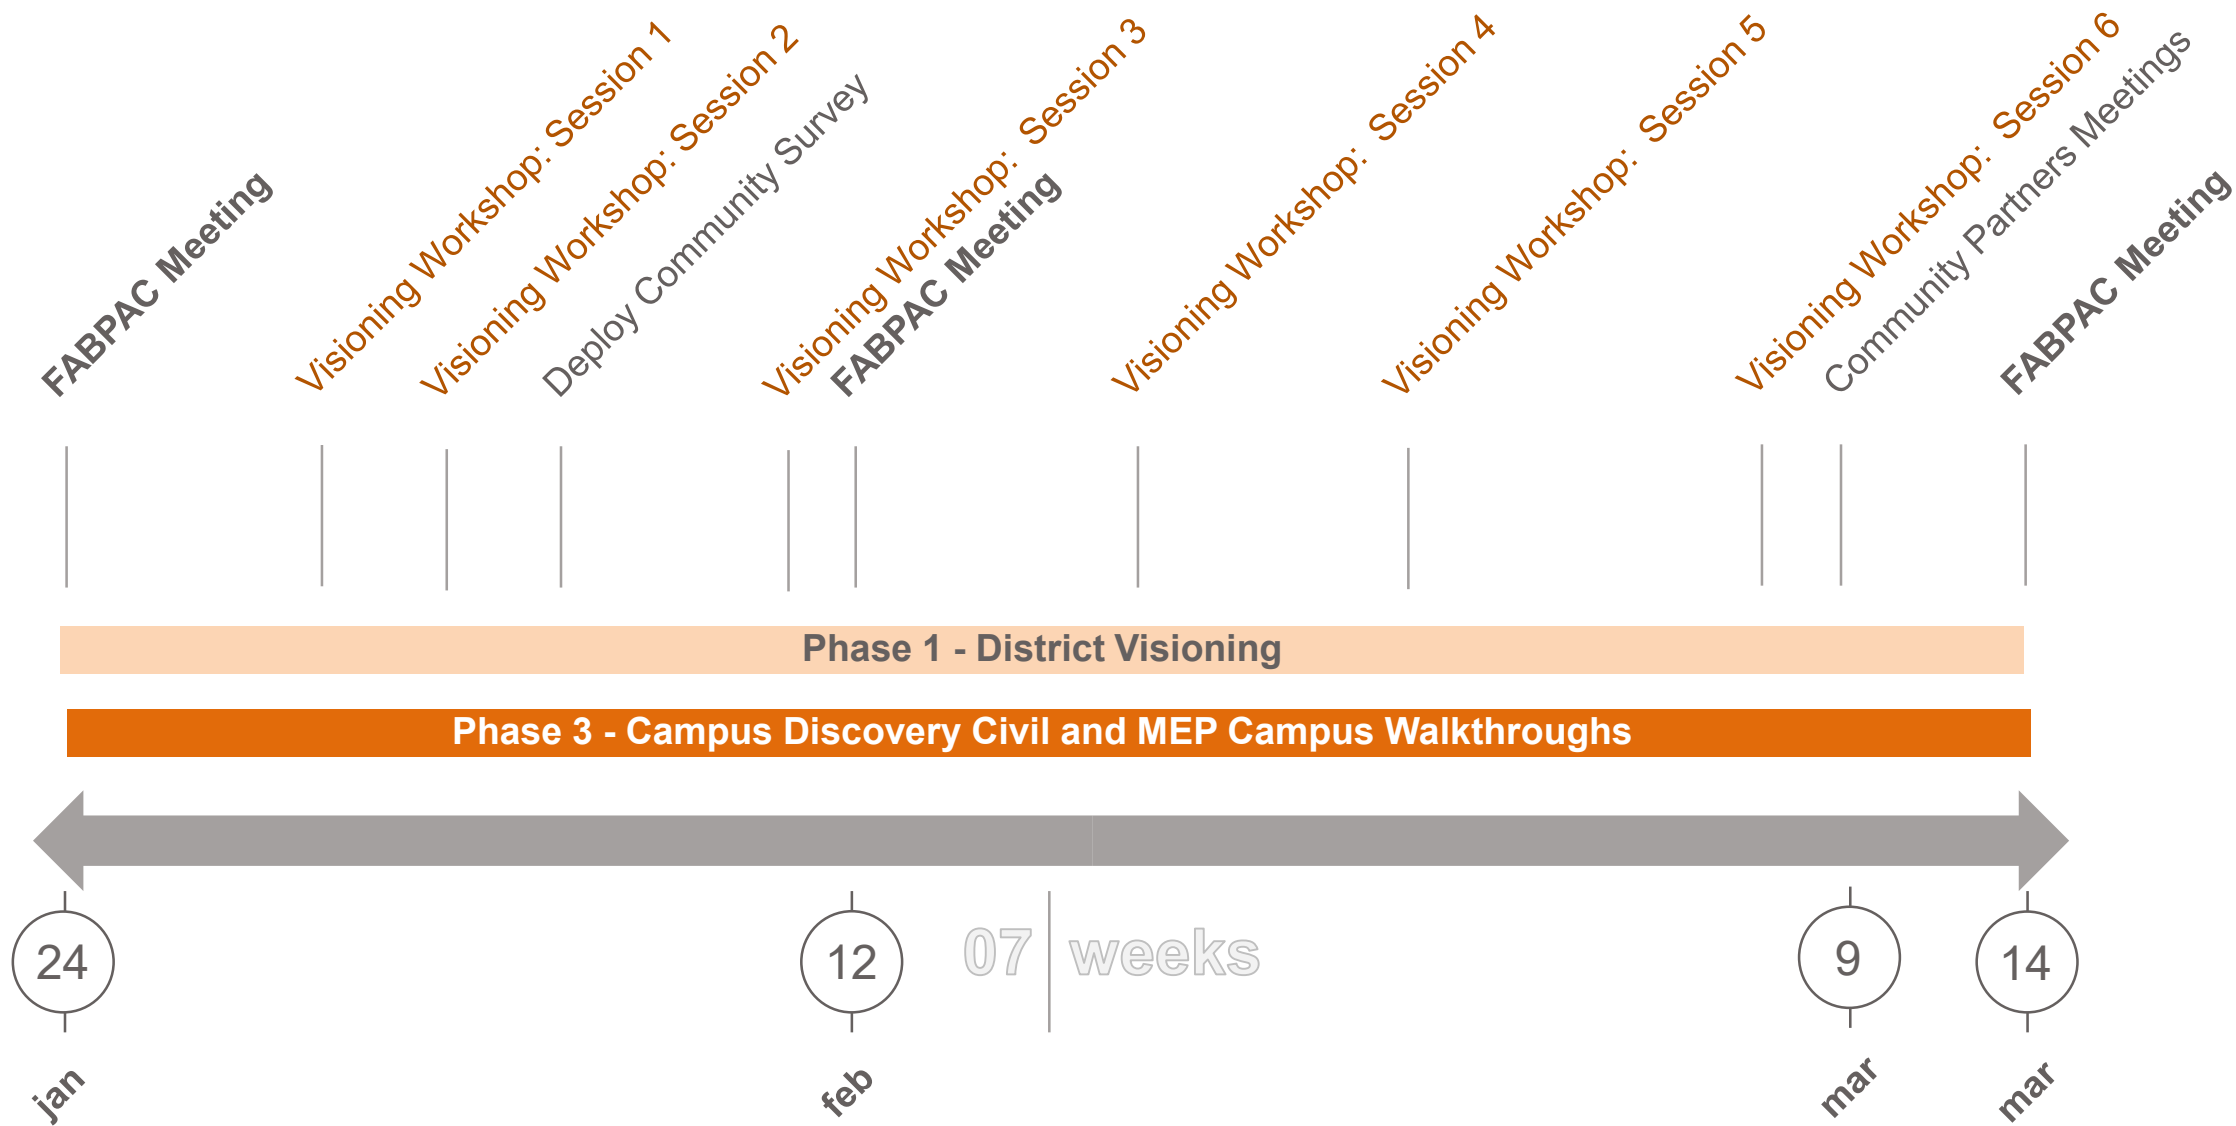 FABPAC Meeting
Visioning Workshop: Session 1
Visioning Workshop: Session 2
Deploy Community Survey
Visioning Workshop: Session 3
FABPAC Meeting
Visioning Workshop: Session 4
Visioning Workshop: Session 5
Visioning Workshop: Session 6
Community Partners Meetings
FABPAC Meeting
Phase 1 - District Visioning
Phase 3 - Campus Discovery Civil and MEP Campus Walkthroughs
24
12
07 weeks
9
14
jan
feb
mar
mar